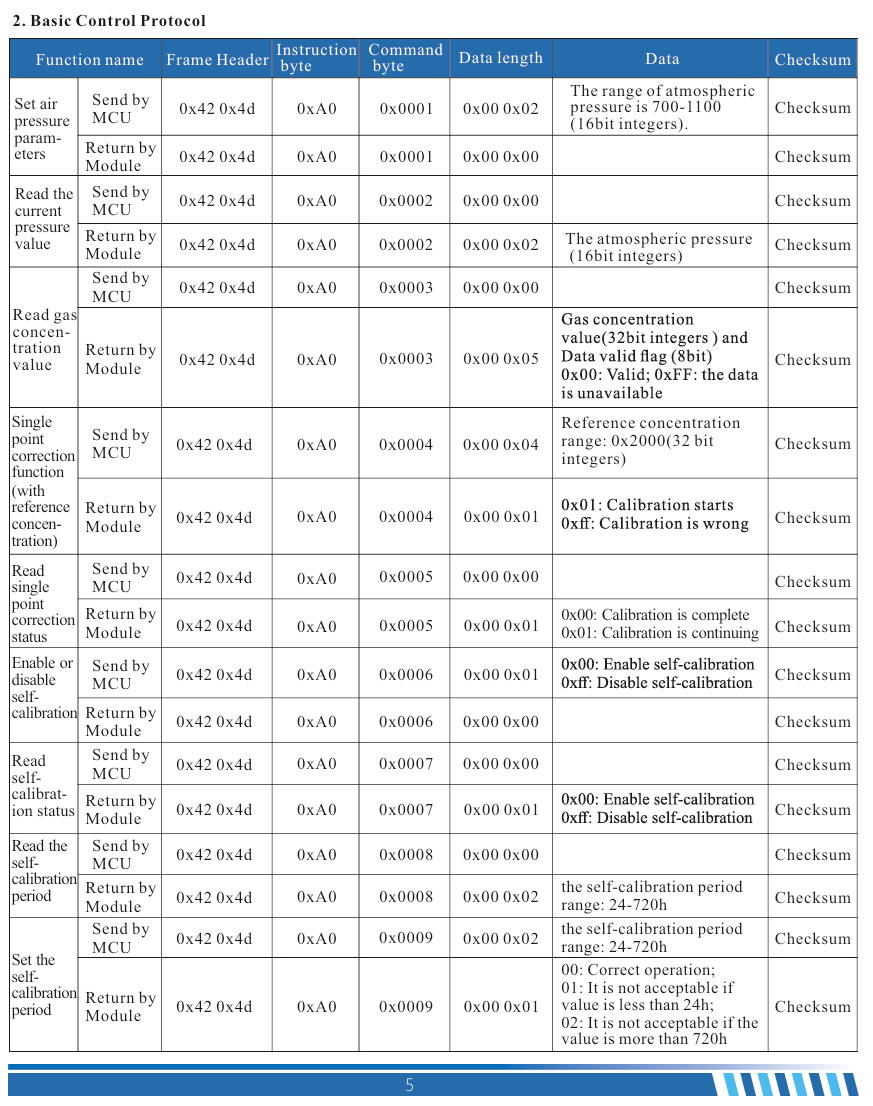 2. Basic Control Protocol
Function name Frame Header Instruction byte Command byte Data length Data Checksum
Set air
pressure
param-
eters
Send by
MCU
0x42 0x4d 0xA0 0x0001 0x00 0x02
The range of atmospheric
pressure is 700-1100
(16bit integers).
Checksum
Return by
Module
0x42 0x4d 0xA0 0x0001 0x00 0x00 Checksum
Read the
current
pressure
value
Send by
MCU
0x42 0x4d 0xA0 0x0002 0x00 0x00 Checksum
Return by
Module
0x42 0x4d 0xA0 0x0002 0x00 0x02
The atmospheric pressure
(16bit integers)
Checksum
Read gas
concen-
tration
value
Send by
MCU
0x42 0x4d 0xA0 0x0003 0x00 0x00 Checksum
Return by
Module
0x42 0x4d 0xA0 0x0003 0x00 0x05
Gas concentration
value(32bit integers ) and
Data valid flag (8bit)
0x00: Valid; 0xFF: the data
is unavailable
Checksum
Single
point
correction
function
(with
reference
concen-
tration)
Send by
MCU
0x42 0x4d 0xA0 0x0004 0x00 0x04
Reference concentration
range: 0x2000(32 bit
integers)
Checksum
Return by
Module
0x42 0x4d 0xA0 0x0004 0x00 0x01
0x01: Calibration starts
0xff: Calibration is wrong
Checksum
Read
single
point
correction
status
Send by
MCU
0x42 0x4d 0xA0 0x0005 0x00 0x00 Checksum
Return by
Module
0x42 0x4d 0xA0 0x0005 0x00 0x01
0x00: Calibration is complete
0x01: Calibration is continuing
Checksum
Enable or
disable
self-
calibration
Send by
MCU
0x42 0x4d 0xA0 0x0006 0x00 0x01
0x00: Enable self-calibration
0xff: Disable self-calibration
Checksum
Return by
Module
0x42 0x4d 0xA0 0x0006 0x00 0x00 Checksum
Read
self-
calibrat-
ion status
Send by
MCU
0x42 0x4d 0xA0 0x0007 0x00 0x00 Checksum
Return by
Module
0x42 0x4d 0xA0 0x0007 0x00 0x01
0x00: Enable self-calibration
0xff: Disable self-calibration
Checksum
Read the
self-
calibration
period
Send by
MCU
0x42 0x4d 0xA0 0x0008 0x00 0x00 Checksum
Return by
Module
0x42 0x4d 0xA0 0x0008 0x00 0x02
the self-calibration period
range: 24-720h
Checksum
Set the
self-
calibration
period
Send by
MCU
0x42 0x4d 0xA0 0x0009 0x00 0x02
the self-calibration period
range: 24-720h
Checksum
Return by
Module
0x42 0x4d 0xA0 0x0009 0x00 0x01
00: Correct operation;
01: It is not acceptable if
value is less than 24h;
02: It is not acceptable if the
value is more than 720h
Checksum
5